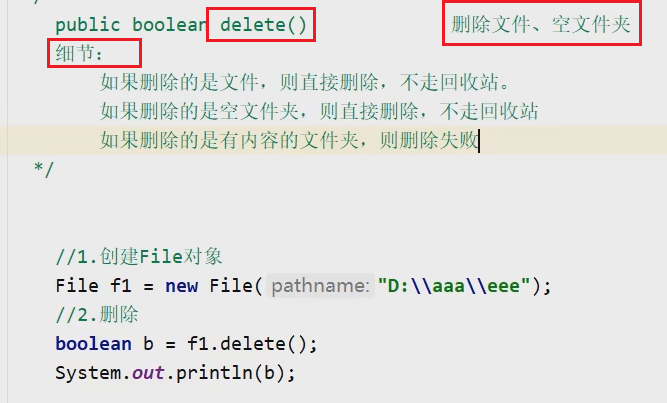 public boolean delete() 删除文件、空文件夹
细节：
如果删除的是文件，则直接删除，不走回收站。
如果删除的是空文件夹，则直接删除，不走回收站
如果删除的是有内容的文件夹，则删除失败
*/
//1.创建File对象
File f1 = new File( pathname: "D:\\aaa\\eee");
//2.删除
boolean b = f1.delete();
System.out.println(b);